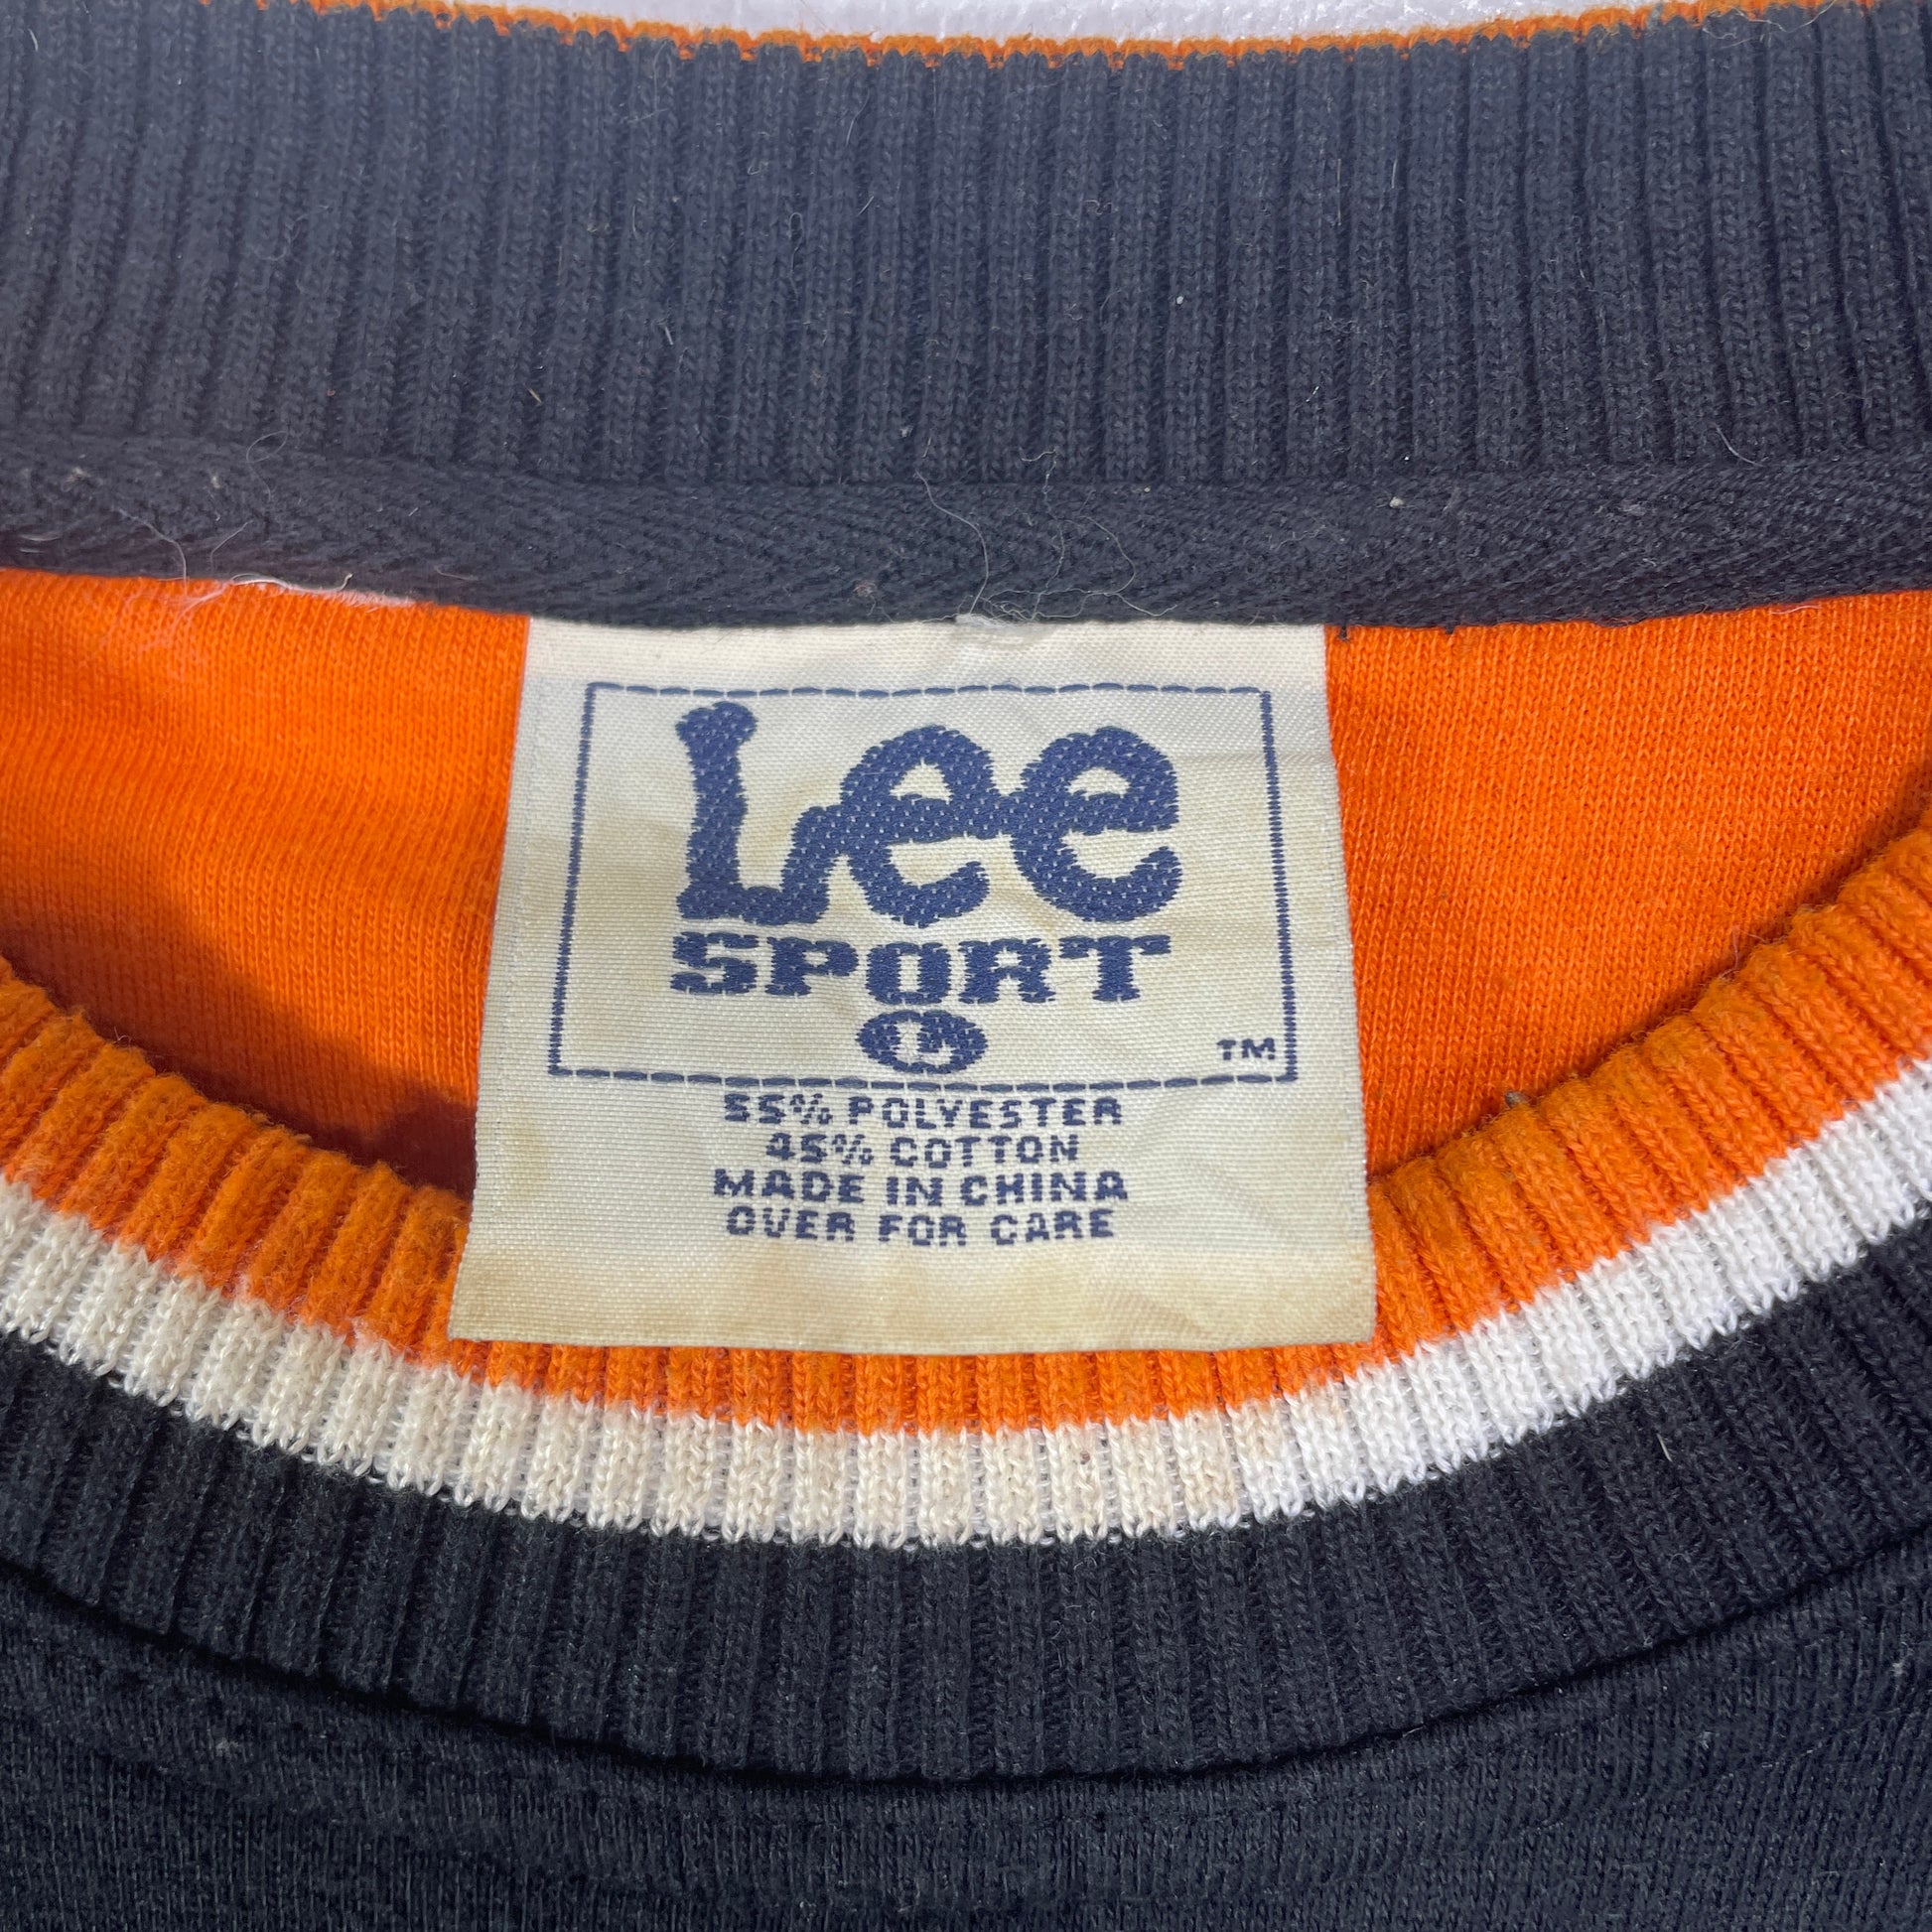 Lee
SPORT
L
TM
55% POLYESTER
45% COTTON
MADE IN CHINA
OVER FOR CARE